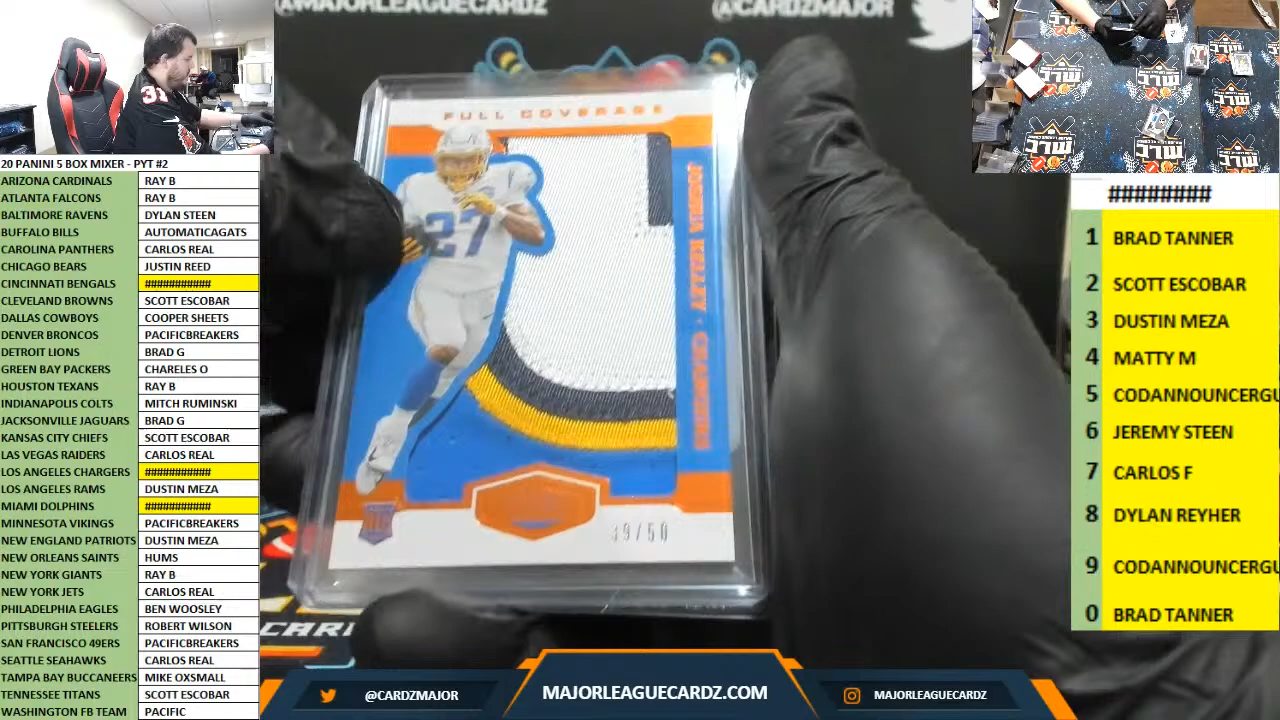 @MAJORLEAGUECARDZ
@CARDZMAJOR
20 PANINI 5 BOX MIXER - PYT #2
ARIZONA CARDINALS RAY B
ATLANTA FALCONS RAY B
BALTIMORE RAVENS DYLAN STEEN
BUFFALO BILLS AUTOMATICAGATS
CAROLINA PANTHERS CARLOS REAL
CHICAGO BEARS JUSTIN REED
CINCINNATI BENGALS ###########
CLEVELAND BROWNS SCOTT ESCOBAR
DALLAS COWBOYS COOPER SHEETS
DENVER BRONCOS PACIFICBREAKERS
DETROIT LIONS BRAD G
GREEN BAY PACKERS CHARELES O
HOUSTON TEXANS RAY B
INDIANAPOLIS COLTS MITCH RUMINSKI
JACKSONVILLE JAGUARS BRAD G
KANSAS CITY CHIEFS SCOTT ESCOBAR
LAS VEGAS RAIDERS CARLOS REAL
LOS ANGELES CHARGERS ###########
LOS ANGELES RAMS DUSTIN MEZA
MIAMI DOLPHINS ###########
MINNESOTA VIKINGS PACIFICBREAKERS
NEW ENGLAND PATRIOTS DUSTIN MEZA
NEW ORLEANS SAINTS HUMS
NEW YORK GIANTS RAY B
NEW YORK JETS CARLOS REAL
PHILADELPHIA EAGLES BEN WOOSLEY
PITTSBURGH STEELERS ROBERT WILSON
SAN FRANCISCO 49ERS PACIFICBREAKERS
SEATTLE SEAHAWKS CARLOS REAL
TAMPA BAY BUCCANEERS MIKE OXSMALL
TENNESSEE TITANS SCOTT ESCOBAR
WASHINGTON FB TEAM PACIFIC
31
FULL COVERAGE
27
JOSHUA KELLEY · CHARGERS
39/50
CARD
########
1 BRAD TANNER
2 SCOTT ESCOBAR
3 DUSTIN MEZA
4 MATTY M
5 CODANNOUNCERGU
6 JEREMY STEEN
7 CARLOS F
8 DYLAN REYHER
9 CODANNOUNCERGU
0 BRAD TANNER
@CARDZMAJOR
MAJORLEAGUECARDZ.COM
MAJORLEAGUECARDZ